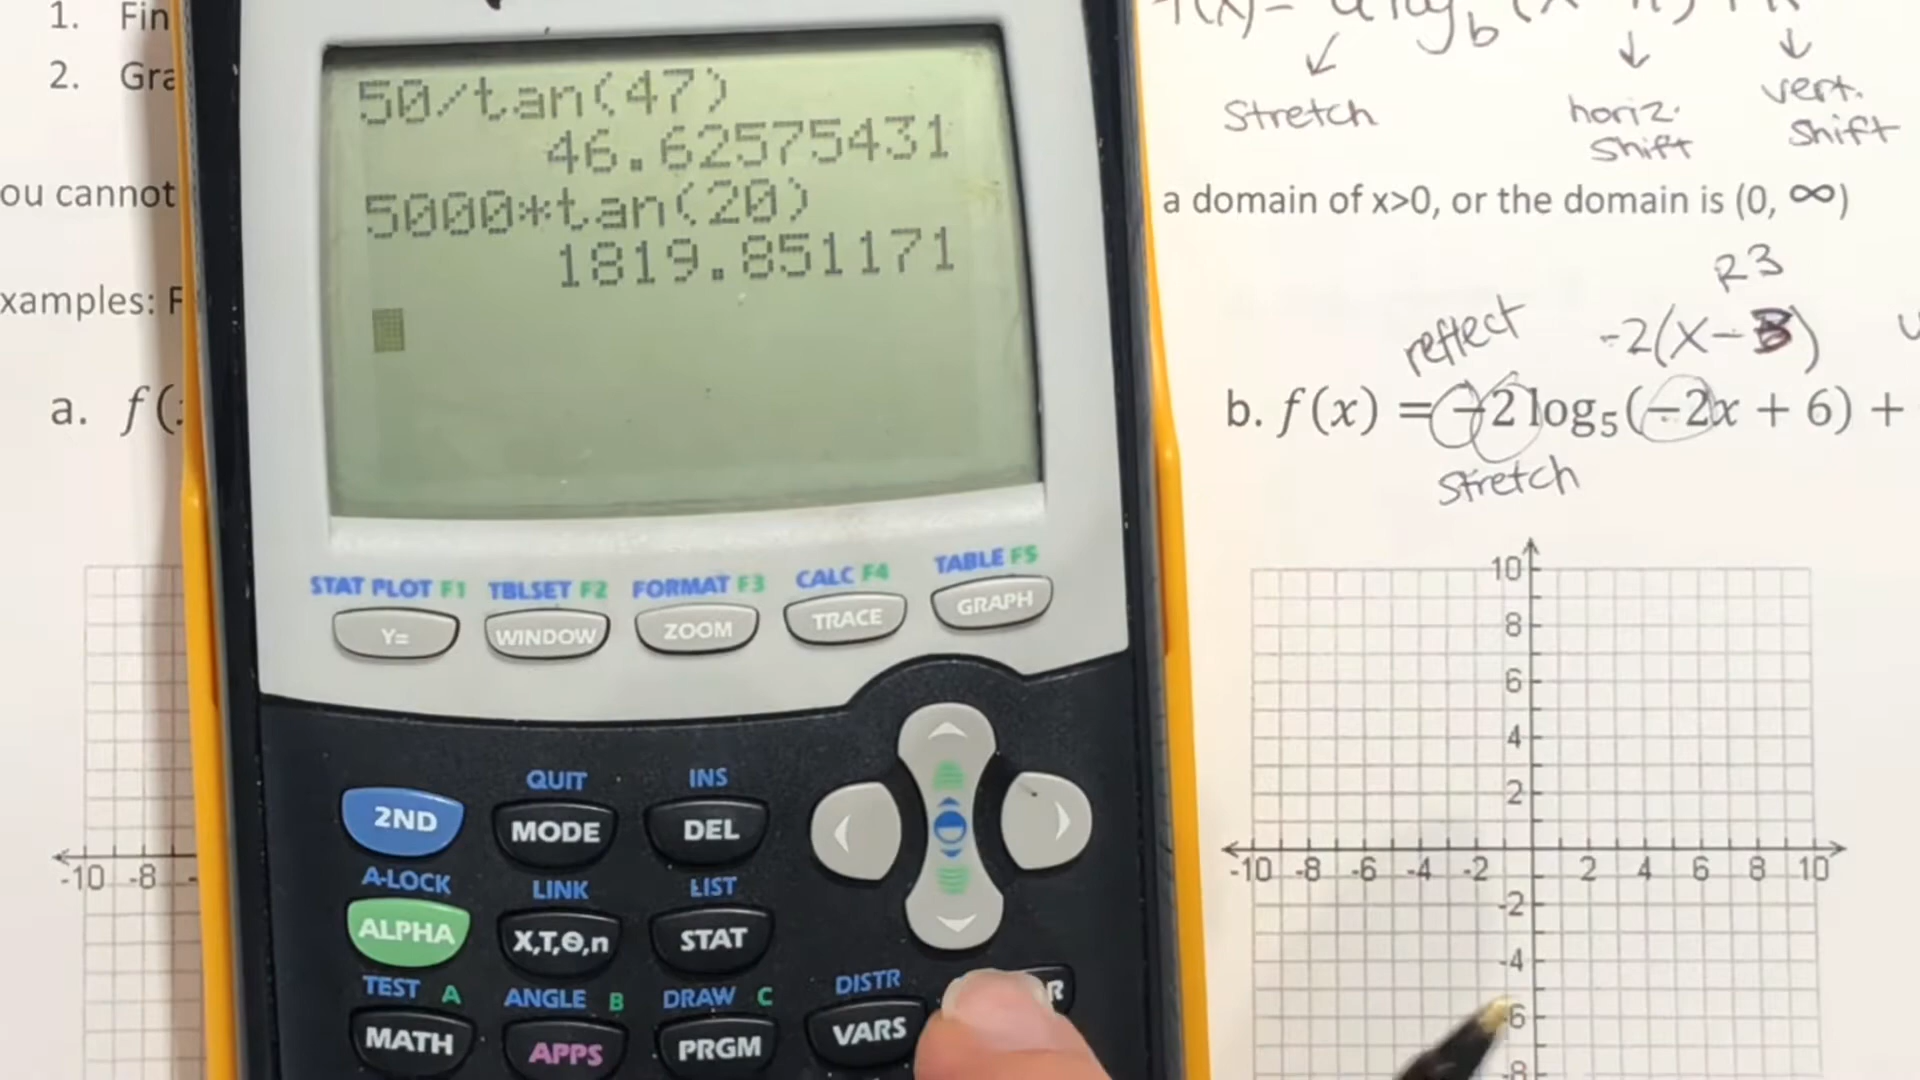 1. Fin
2. Gra
ou cannot
xamples: F
a. f(
-10 -8
50/tan(47)
46.62575431
5000*tan(20)
1819.851171
STAT PLOT F1 TBLSET F2 FORMAT F3 CALC F4 TABLE F5
Y= WINDOW ZOOM TRACE GRAPH
QUIT INS
2ND MODE DEL
A-LOCK LINK LIST
ALPHA X,T,Θ,n STAT
TEST A ANGLE B DRAW C DISTR
MATH APPS PRGM VARS R
Stretch
horiz.
shift
vert.
shift
a domain of x>0, or the domain is (0, ∞)
R3
reflect
-2(x-3)
b. f(x) = −2log₅(−2x + 6) +
stretch
10
8
6
4
2
-10 -8 -6 -4 -2 2 4 6 8 10
-2
-4
-6
-8